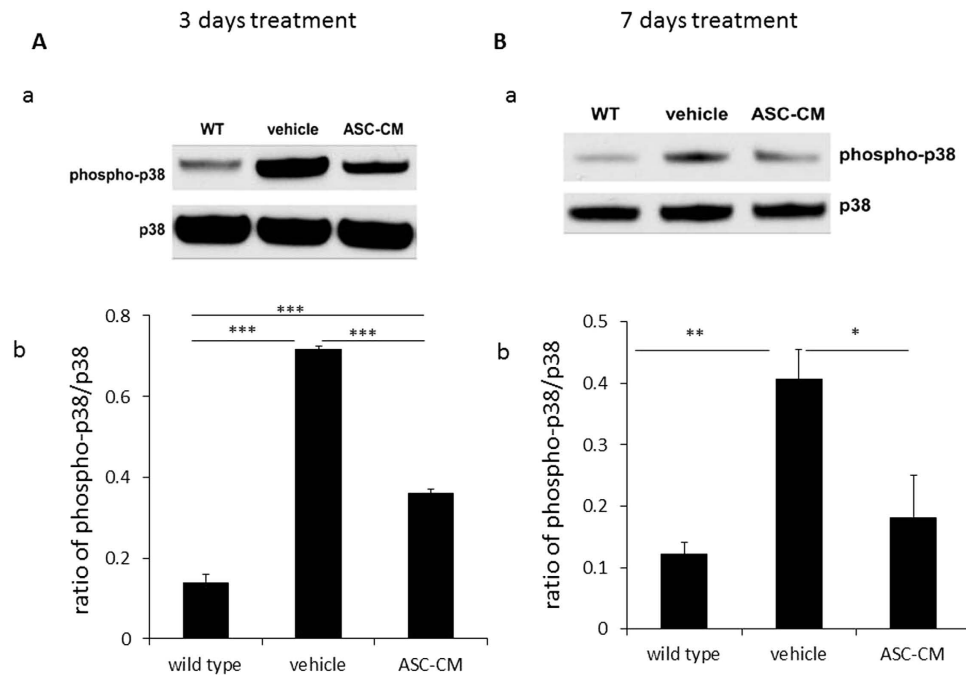 3 days treatment
A
a
WT vehicle ASC-CM
phospho-p38
p38
b
ratio of phospho-p38/p38
0.8
0.6
0.4
0.2
0
***
*** ***
wild type vehicle ASC-CM
7 days treatment
B
a
WT vehicle ASC-CM
phospho-p38
p38
b
ratio of phospho-p38/p38
0.5
0.4
0.3
0.2
0.1
0
** *
wild type vehicle ASC-CM